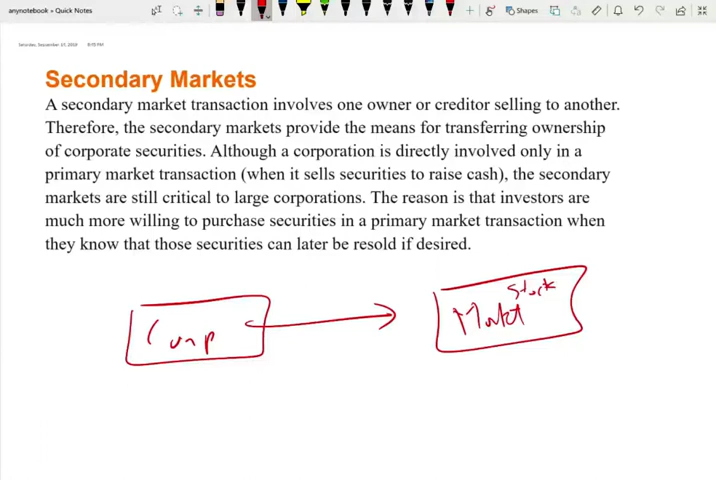 anynotebook » Quick Notes
Shapes
8:15 PM
Secondary Markets
A secondary market transaction involves one owner or creditor selling to another.
Therefore, the secondary markets provide the means for transferring ownership
of corporate securities. Although a corporation is directly involved only in a
primary market transaction (when it sells securities to raise cash), the secondary
markets are still critical to large corporations. The reason is that investors are
much more willing to purchase securities in a primary market transaction when
they know that those securities can later be resold if desired.
Stock
Market